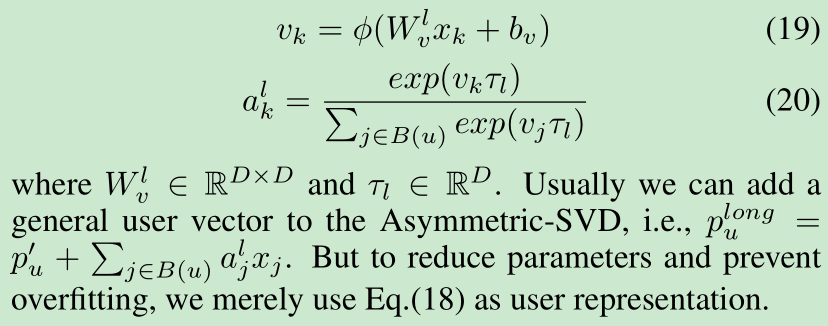 v_k = ϕ(W_v^l x_k + b_v) (19)
a_k^l = \frac{exp(v_k τ_l)}{∑_{j∈B(u)} exp(v_j τ_l)} (20)
where W_v^l ∈ ℝ^{D×D} and τ_l ∈ ℝ^D. Usually we can add a
general user vector to the Asymmetric-SVD, i.e., p_u^{long} =
p_u′ + ∑_{j∈B(u)} a_j^l x_j. But to reduce parameters and prevent
overfitting, we merely use Eq.(18) as user representation.